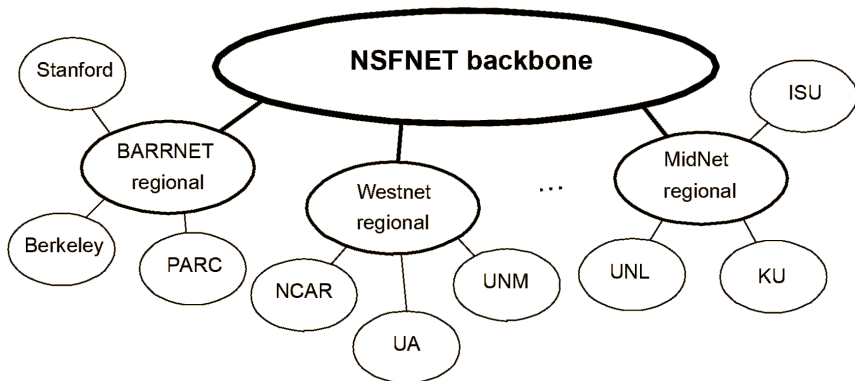 NSFNET backbone
Stanford
ISU
BARRNET
regional
MidNet
regional
Westnet
regional
...
Berkeley
PARC
NCAR
UNM
UNL
KU
UA